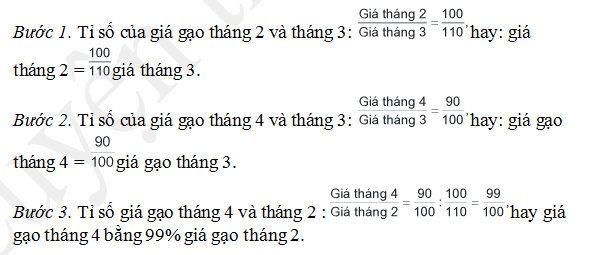 Bước 1. Tỉ số của giá gạo tháng 2 và tháng 3: Giá tháng 2/Giá tháng 3 = 100/110, hay: giá
tháng 2 = 100/110 giá tháng 3.
Bước 2. Tỉ số của giá gạo tháng 4 và tháng 3: Giá tháng 4/Giá tháng 3 = 90/100, hay: giá gạo
tháng 4 = 90/100 giá gạo tháng 3.
Bước 3. Tỉ số giá gạo tháng 4 và tháng 2 : Giá tháng 4/Giá tháng 2 = 90/100 : 100/110 = 99/100, hay giá
gạo tháng 4 bằng 99% giá gạo tháng 2.